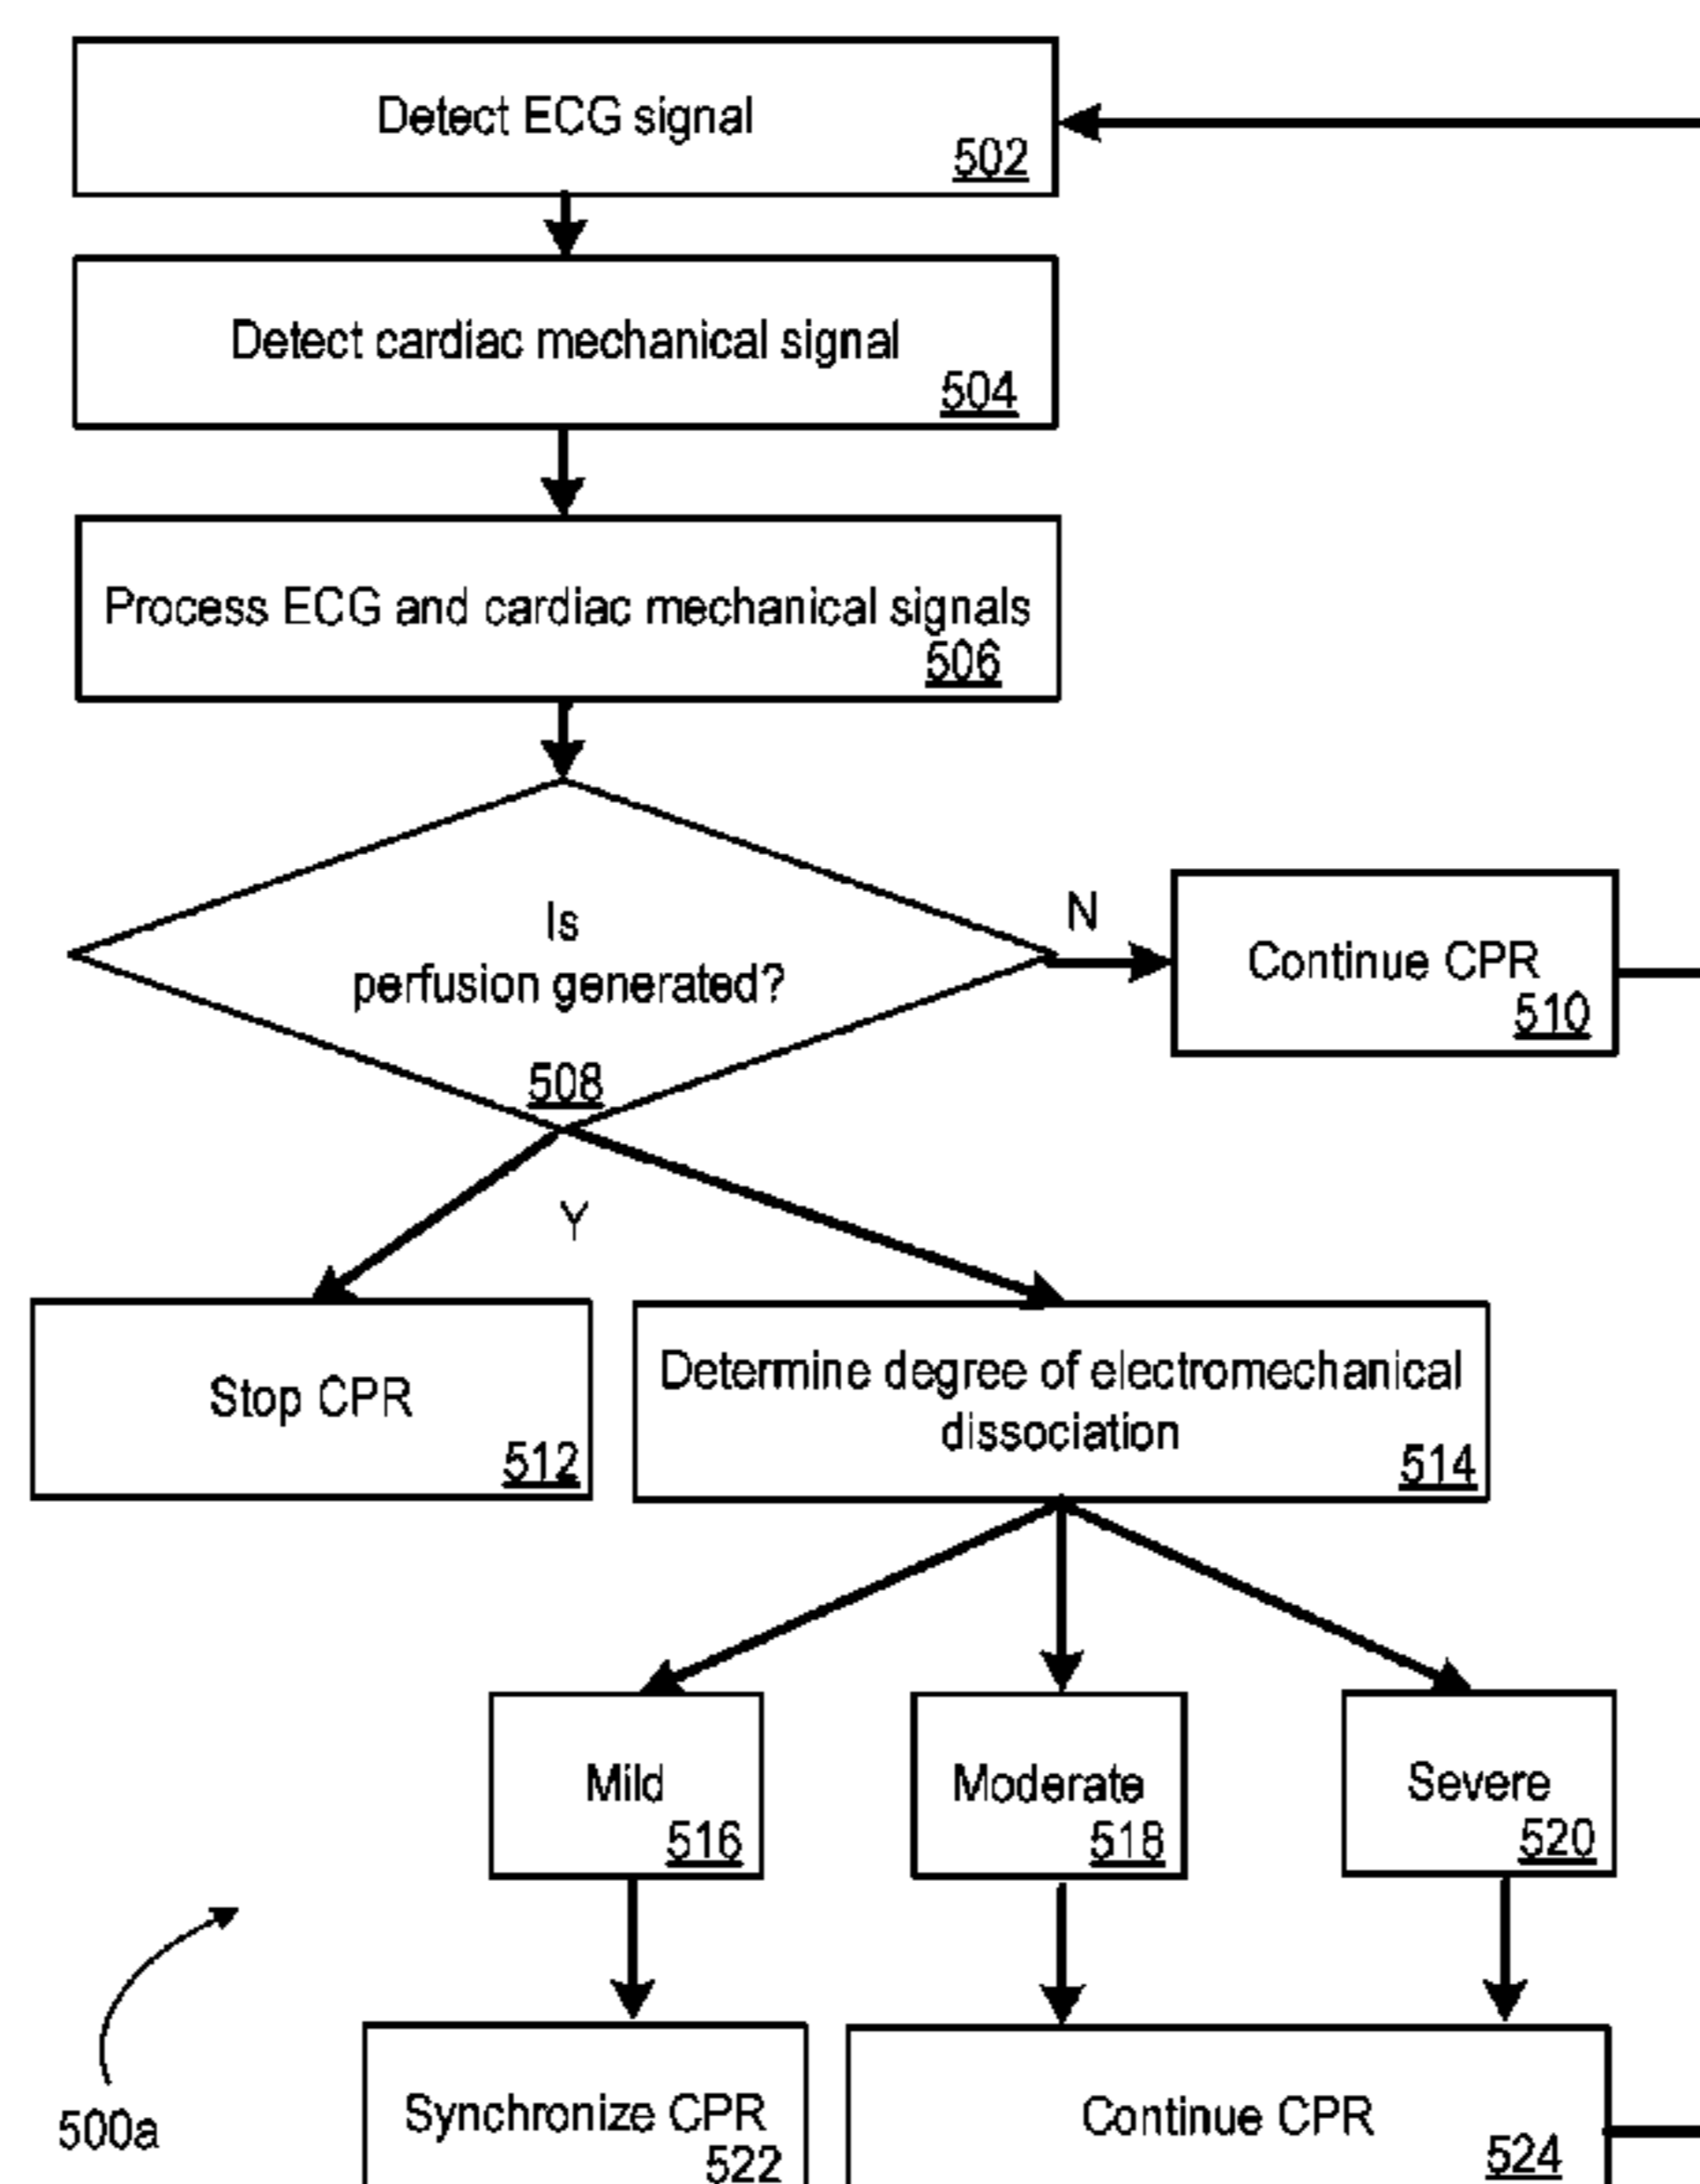 Detect ECG signal
502
Detect cardiac mechanical signal
504
Process ECG and cardiac mechanical signals
506
Is
perfusion generated?
508
N
Continue CPR
510
Y
Stop CPR
512
Determine degree of electromechanical
dissociation
514
Mild
516
Moderate
518
Severe
520
Synchronize CPR
522
Continue CPR
524
500a